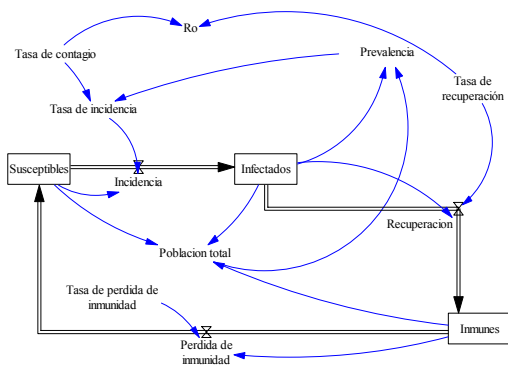 Ro
Tasa de contagio
Prevalencia
Tasa de
recuperación
Tasa de incidencia
Susceptibles
Infectados
Incidencia
Recuperacion
Poblacion total
Tasa de perdida de
inmunidad
Inmunes
Perdida de
inmunidad